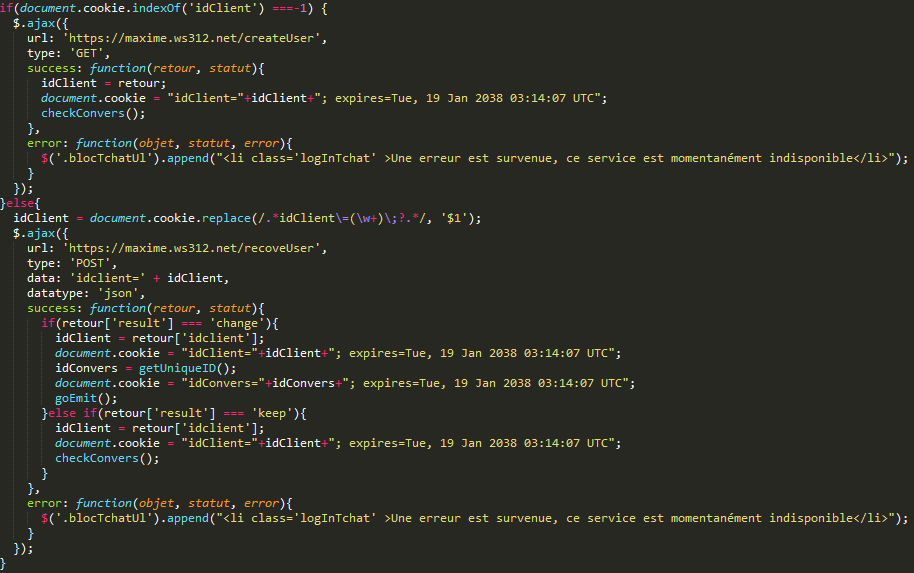 if(document.cookie.indexOf('idClient') ===-1) {
  $.ajax({
    url: 'https://maxime.ws312.net/createUser',
    type: 'GET',
    success: function(retour, statut){
      idClient = retour;
      document.cookie = "idClient="+idClient+"; expires=Tue, 19 Jan 2038 03:14:07 UTC";
      checkConvers();
    },
    error: function(objet, statut, error){
      $('.blocTchatUl').append("<li class='logInTchat' >Une erreur est survenue, ce service est momentanément indisponible</li>");
    }
  });
}else{
  idClient = document.cookie.replace(/.*idClient\=(\w+)\;?.*/, '$1');
  $.ajax({
    url: 'https://maxime.ws312.net/recoveUser',
    type: 'POST',
    data: 'idclient=' + idClient,
    datatype: 'json',
    success: function(retour, statut){
      if(retour['result'] === 'change'){
        idClient = retour['idclient'];
        document.cookie = "idClient="+idClient+"; expires=Tue, 19 Jan 2038 03:14:07 UTC";
        idConvers = getUniqueID();
        document.cookie = "idConvers="+idConvers+"; expires=Tue, 19 Jan 2038 03:14:07 UTC";
        goEmit();
      }else if(retour['result'] === 'keep'){
        idClient = retour['idclient'];
        document.cookie = "idClient="+idClient+"; expires=Tue, 19 Jan 2038 03:14:07 UTC";
        checkConvers();
      }
    },
    error: function(objet, statut, error){
      $('.blocTchatUl').append("<li class='logInTchat' >Une erreur est survenue, ce service est momentanément indisponible</li>");
    }
  });
}